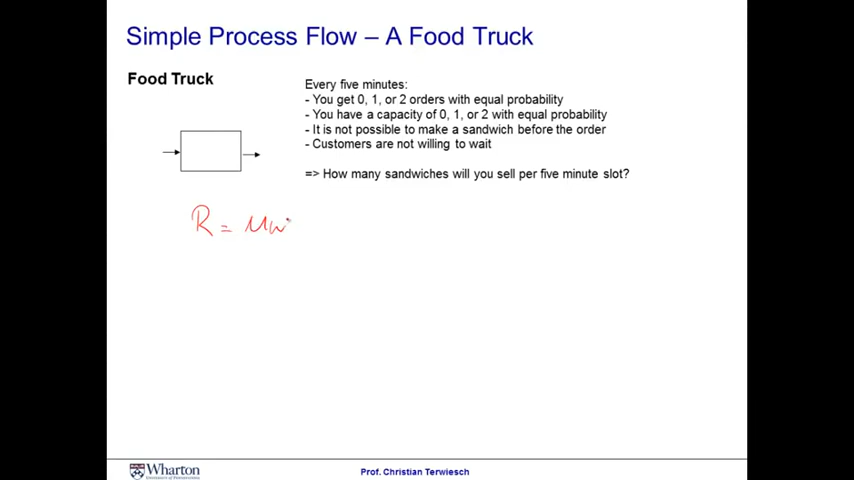 Simple Process Flow – A Food Truck
Food Truck
Every five minutes:
- You get 0, 1, or 2 orders with equal probability
- You have a capacity of 0, 1, or 2 with equal probability
- It is not possible to make a sandwich before the order
- Customers are not willing to wait
=> How many sandwiches will you sell per five minute slot?
R =
Wharton
Prof. Christian Terwiesch